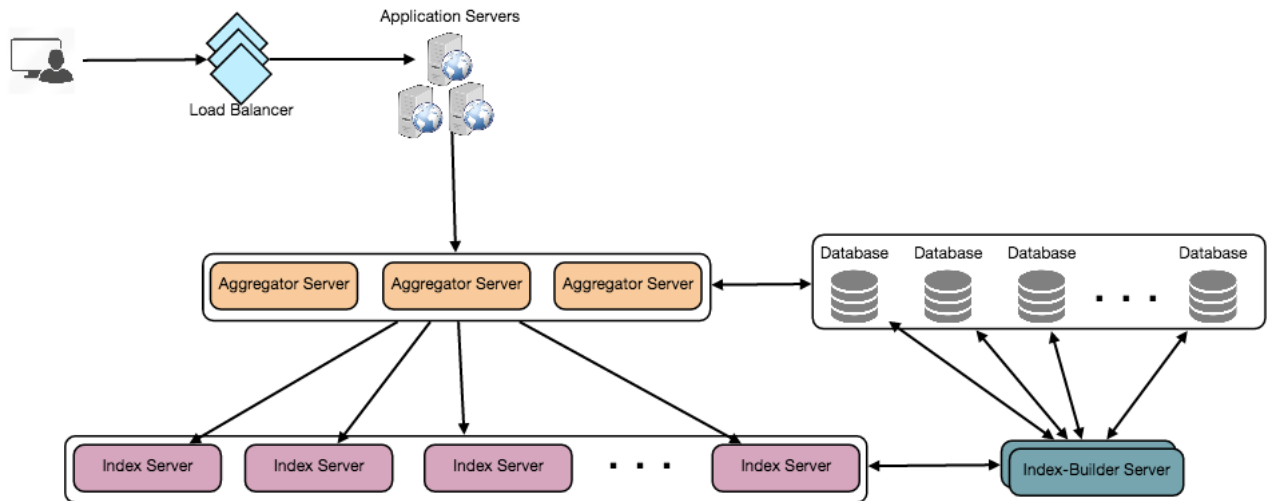 Application Servers
Load Balancer
Database
Database
Database
Database
Aggregator Server
Aggregator Server
Aggregator Server
. . .
Index Server
Index Server
Index Server
. . .
Index Server
Index-Builder Server